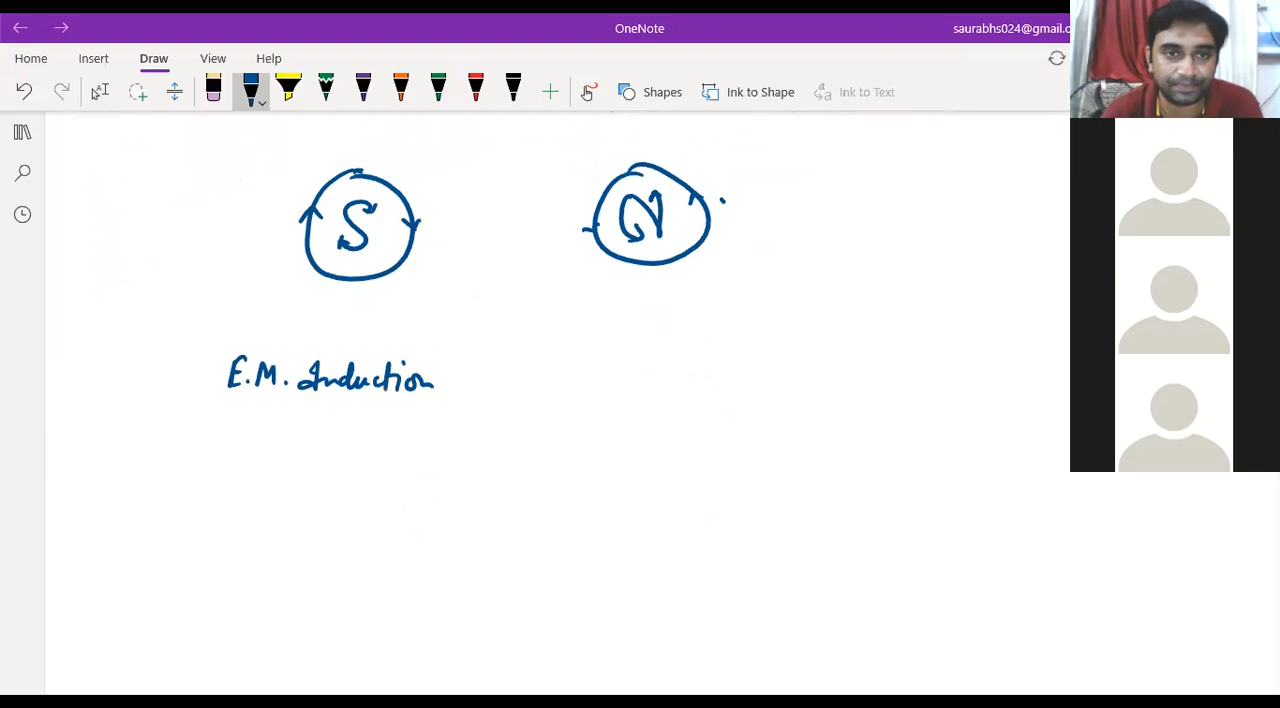 OneNote
saurabhs024@gmail.c
Home Insert Draw View Help
Shapes Ink to Shape Ink to Text
S N
E.M. Induction